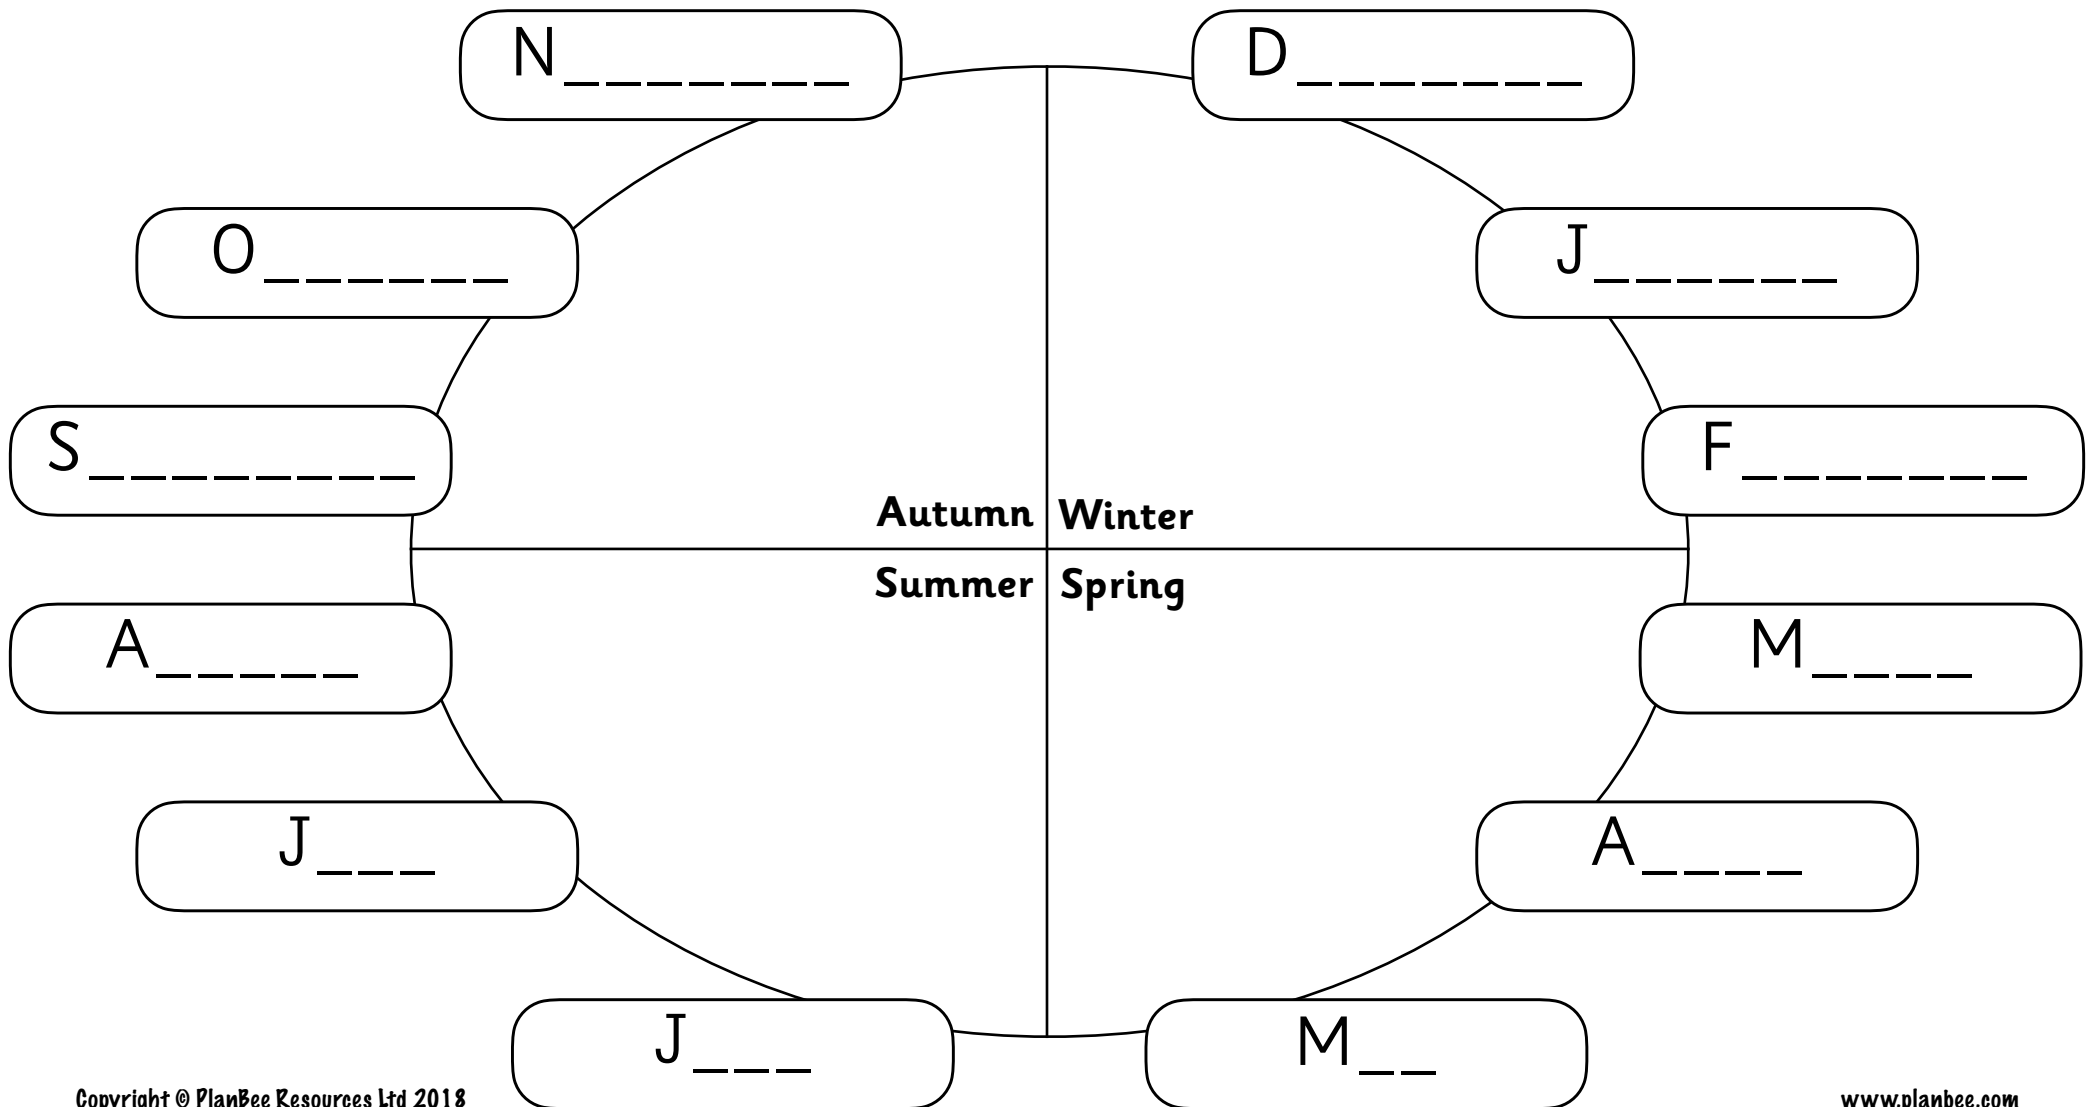 N_______
D_______
O______
J______
S________
F_______
Autumn
Winter
Summer
Spring
A_____
M____
J___
A____
J___
M__
Copyright © PlanBee Resources Ltd 2018
www.planbee.com